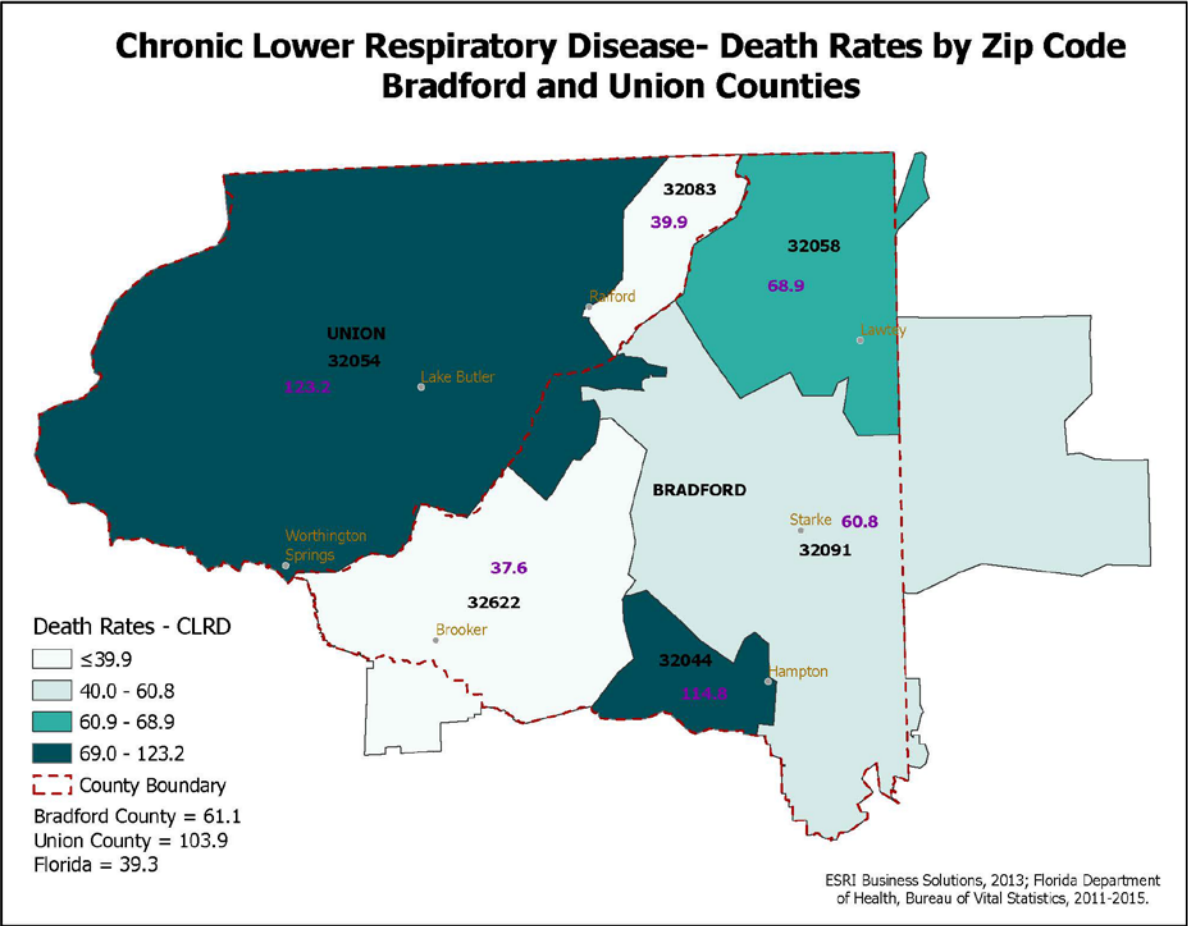 Chronic Lower Respiratory Disease- Death Rates by Zip Code
Bradford and Union Counties
32083
39.9
32058
68.9
Raiford
Lawtey
UNION
32054
123.2
Lake Butler
BRADFORD
Starke 60.8
32091
Worthington
Springs
37.6
32622
Brooker
32044
114.8
Hampton
Death Rates - CLRD
≤39.9
40.0 - 60.8
60.9 - 68.9
69.0 - 123.2
County Boundary
Bradford County = 61.1
Union County = 103.9
Florida = 39.3
ESRI Business Solutions, 2013; Florida Department
of Health, Bureau of Vital Statistics, 2011-2015.